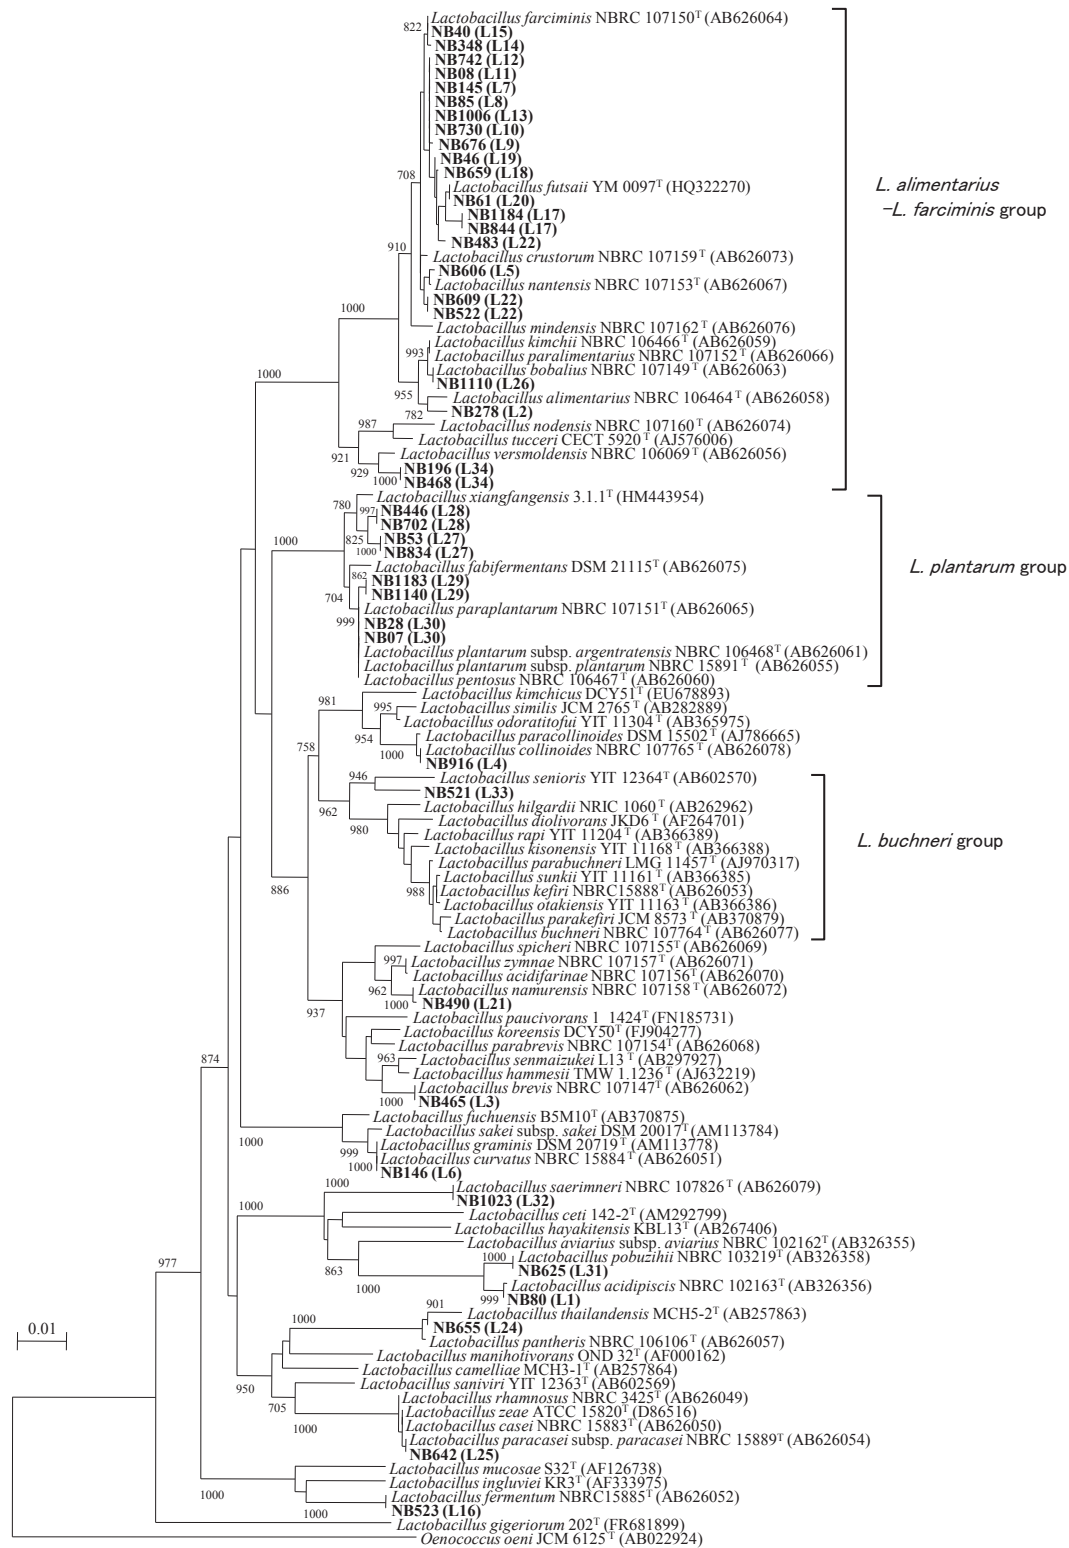 Lactobacillus farciminis NBRC 107150T (AB626064)
822
NB40 (L15)
NB348 (L14)
NB742 (L12)
NB08 (L11)
NB145 (L7)
NB85 (L8)
NB1006 (L13)
NB730 (L10)
NB676 (L9)
NB46 (L19)
NB659 (L18)
708
Lactobacillus futsaii YM 0097T (HQ322270)
L. alimentarius
-L. farciminis group
NB61 (L20)
NB1184 (L17)
NB844 (L17)
NB483 (L22)
910
Lactobacillus crustorum NBRC 107159T (AB626073)
NB606 (L5)
Lactobacillus nantensis NBRC 107153T (AB626067)
NB609 (L22)
1000
NB522 (L22)
Lactobacillus mindensis NBRC 107162T (AB626076)
Lactobacillus kimchii NBRC 106466T (AB626059)
993
Lactobacillus paralimentarius NBRC 107152T (AB626066)
Lactobacillus bobalius NBRC 107149T (AB626063)
1000
NB1110 (L26)
955
Lactobacillus alimentarius NBRC 106464T (AB626058)
782
NB278 (L2)
987
Lactobacillus nodensis NBRC 107160T (AB626074)
Lactobacillus tucceri CECT 5920T (AJ576006)
921
Lactobacillus versmoldensis NBRC 106069T (AB626056)
929
NB196 (L34)
1000
NB468 (L34)
Lactobacillus xiangfangensis 3.1.1T (HM443954)
780
997
NB446 (L28)
NB702 (L28)
1000
825
NB53 (L27)
1000
NB834 (L27)
Lactobacillus fabifermentans DSM 21115T (AB626075)
L. plantarum group
862
NB1183 (L29)
704
NB1140 (L29)
Lactobacillus paraplantarum NBRC 107151T (AB626065)
999
NB28 (L30)
NB07 (L30)
Lactobacillus plantarum subsp. argentratensis NBRC 106468T (AB626061)
Lactobacillus plantarum subsp. plantarum NBRC 15891T (AB626055)
Lactobacillus pentosus NBRC 106467T (AB626060)
Lactobacillus kimchicus DCY51T (EU678893)
981
995
Lactobacillus similis JCM 2765T (AB282889)
Lactobacillus odoratitofui YIT 11304T (AB365975)
954
Lactobacillus paracollinoides DSM 15502T (AJ786665)
758
1000
Lactobacillus collinoides NBRC 107765T (AB626078)
NB916 (L4)
946
Lactobacillus senioris YIT 12364T (AB602570)
NB521 (L33)
962
Lactobacillus hilgardii NRIC 1060T (AB262962)
980
Lactobacillus diolivorans JKD6T (AF264701)
Lactobacillus rapi YIT 11204T (AB366389)
L. buchneri group
Lactobacillus kisonensis YIT 11168T (AB366388)
Lactobacillus parabuchneri LMG 11457T (AJ970317)
Lactobacillus sunkii YIT 11161T (AB366385)
886
988
Lactobacillus kefiri NBRC15888T (AB626053)
Lactobacillus otakiensis YIT 11163T (AB366386)
Lactobacillus parakefiri JCM 8573T (AB370879)
Lactobacillus buchneri NBRC 107764T (AB626077)
Lactobacillus spicheri NBRC 107155T (AB626069)
997
Lactobacillus zymnae NBRC 107157T (AB626071)
Lactobacillus acidifarinae NBRC 107156T (AB626070)
962
Lactobacillus namurensis NBRC 107158T (AB626072)
1000
NB490 (L21)
937
Lactobacillus paucivorans 1_1424T (FN185731)
Lactobacillus koreensis DCY50T (FJ904277)
Lactobacillus parabrevis NBRC 107154T (AB626068)
874
963
Lactobacillus senmaizukei L13T (AB297927)
Lactobacillus hammesii TMW 1.1236T (AJ632219)
Lactobacillus brevis NBRC 107147T (AB626062)
1000
NB465 (L3)
Lactobacillus fuchuensis B5M10T (AB370875)
Lactobacillus sakei subsp. sakei DSM 20017T (AM113784)
1000
Lactobacillus graminis DSM 20719T (AM113778)
999
Lactobacillus curvatus NBRC 15884T (AB626051)
1000
NB146 (L6)
1000
Lactobacillus saerimneri NBRC 107826T (AB626079)
NB1023 (L32)
1000
Lactobacillus ceti 142-2T (AM292799)
Lactobacillus hayakitensis KBL13T (AB267406)
Lactobacillus aviarius subsp. aviarius NBRC 102162T (AB326355)
1000
Lactobacillus pobuzihii NBRC 103219T (AB326358)
977
863
NB625 (L31)
1000
Lactobacillus acidipiscis NBRC 102163T (AB326356)
999
NB80 (L1)
901
Lactobacillus thailandensis MCH5-2T (AB257863)
1000
0.01
NB655 (L24)
Lactobacillus pantheris NBRC 106106T (AB626057)
Lactobacillus manihotivorans OND 32T (AF000162)
Lactobacillus camelliae MCH3-1T (AB257864)
950
Lactobacillus saniviri YIT 12363T (AB602569)
Lactobacillus rhamnosus NBRC 3425T (AB626049)
705
Lactobacillus zeae ATCC 15820T (D86516)
1000
Lactobacillus casei NBRC 15883T (AB626050)
Lactobacillus paracasei subsp. paracasei NBRC 15889T (AB626054)
NB642 (L25)
Lactobacillus mucosae S32T (AF126738)
Lactobacillus ingluviei KR3T (AF333975)
1000
Lactobacillus fermentum NBRC15885T (AB626052)
1000
NB523 (L16)
Lactobacillus gigeriorum 202T (FR681899)
Oenococcus oeni JCM 6125T (AB022924)